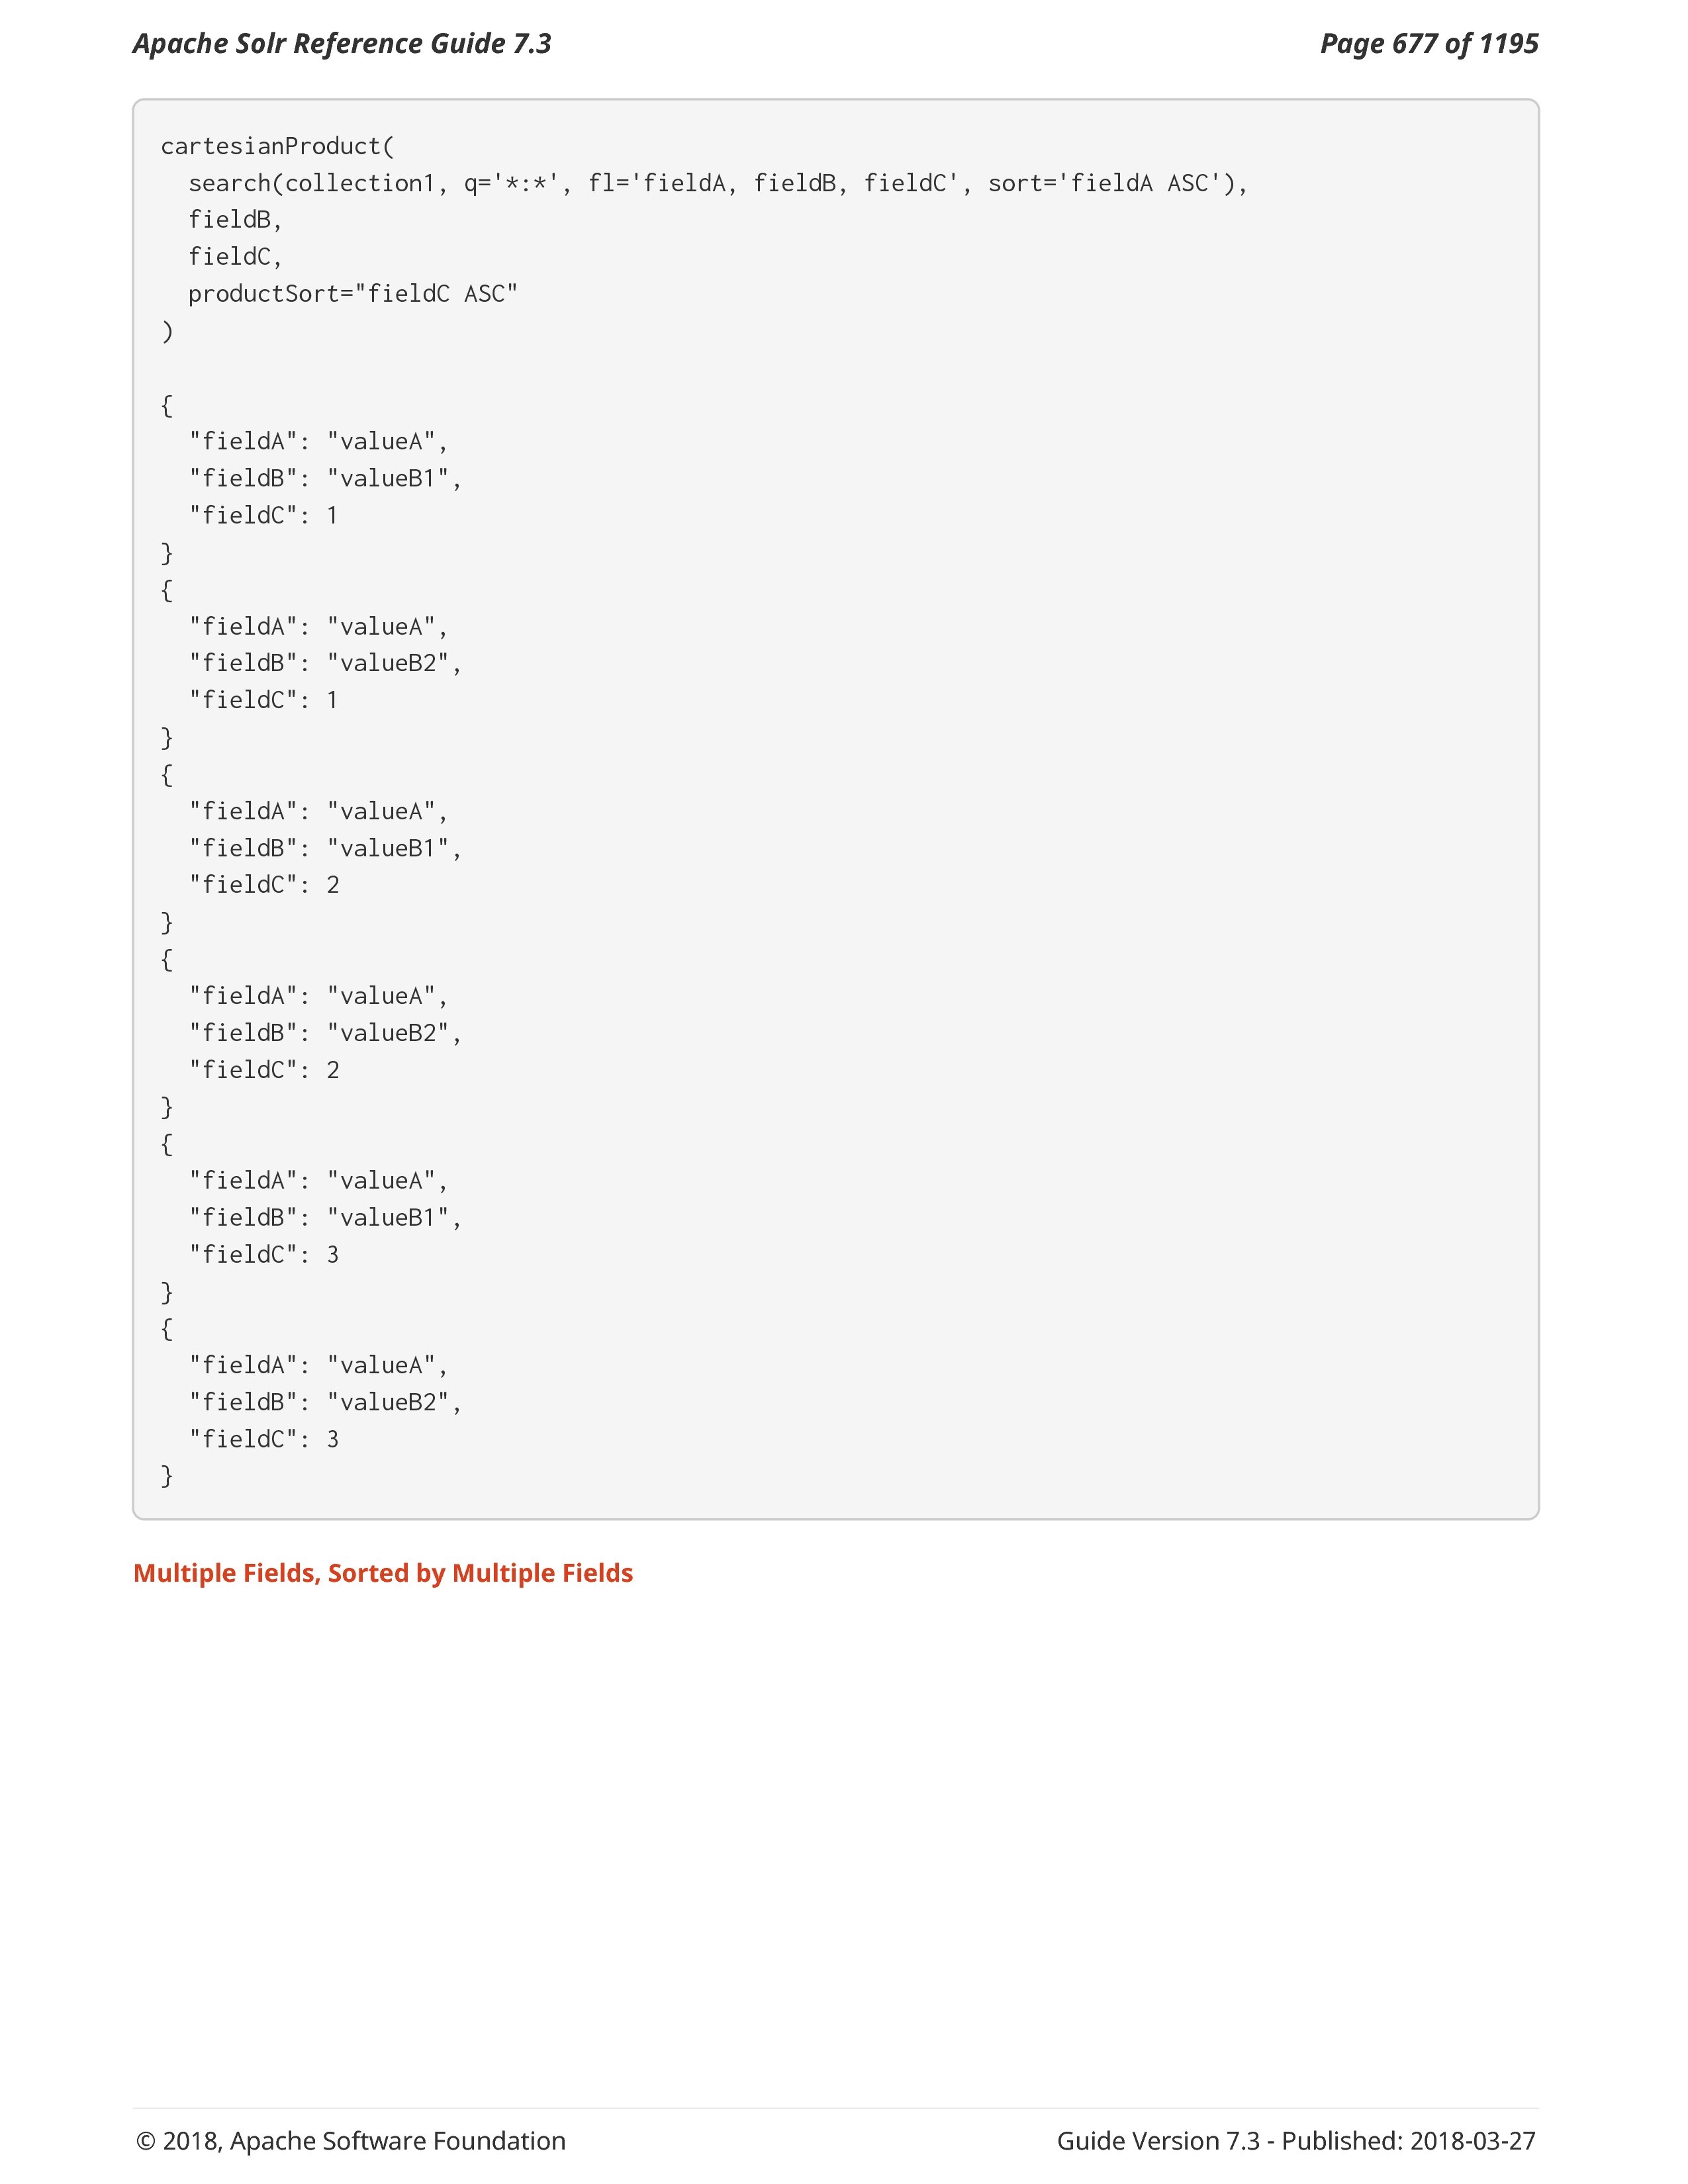 Apache Solr Reference Guide 7.3
Page 677 of 1195
cartesianProduct(
  search(collection1, q='*:*', fl='fieldA, fieldB, fieldC', sort='fieldA ASC'),
  fieldB,
  fieldC,
  productSort="fieldC ASC"
)

{
  "fieldA": "valueA",
  "fieldB": "valueB1",
  "fieldC": 1
}
{
  "fieldA": "valueA",
  "fieldB": "valueB2",
  "fieldC": 1
}
{
  "fieldA": "valueA",
  "fieldB": "valueB1",
  "fieldC": 2
}
{
  "fieldA": "valueA",
  "fieldB": "valueB2",
  "fieldC": 2
}
{
  "fieldA": "valueA",
  "fieldB": "valueB1",
  "fieldC": 3
}
{
  "fieldA": "valueA",
  "fieldB": "valueB2",
  "fieldC": 3
}
Multiple Fields, Sorted by Multiple Fields
© 2018, Apache Software Foundation
Guide Version 7.3 - Published: 2018-03-27